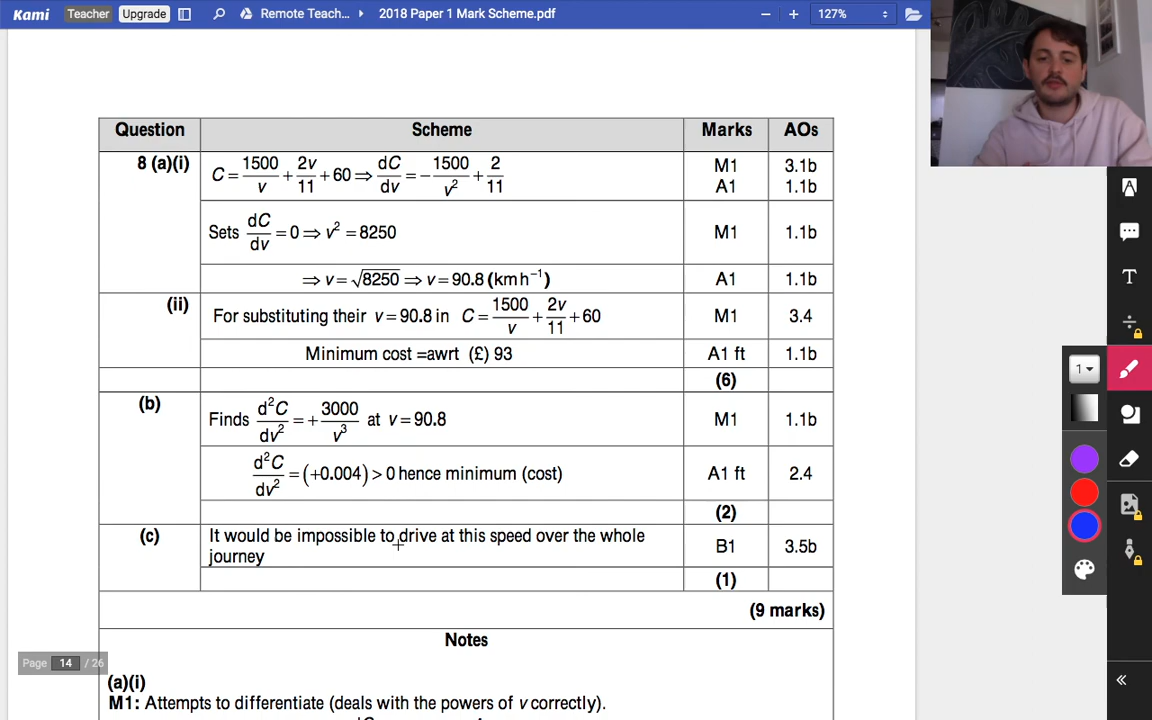 Kami Teacher Upgrade Remote Teach... 2018 Paper 1 Mark Scheme.pdf − + 127%
Question Scheme Marks AOs
8 (a)(i) C = 1500/v + 2v/11 + 60 ⇒ dC/dv = −1500/v² + 2/11 M1 A1 3.1b 1.1b
Sets dC/dv = 0 ⇒ v² = 8250 M1 1.1b
⇒ v = √8250 ⇒ v = 90.8 (km h⁻¹) A1 1.1b
(ii) For substituting their v = 90.8 in C = 1500/v + 2v/11 + 60 M1 3.4
Minimum cost =awrt (£) 93 A1 ft 1.1b
(6)
(b) Finds d²C/dv² = + 3000/v³ at v = 90.8 M1 1.1b
d²C/dv² = (+0.004) > 0 hence minimum (cost) A1 ft 2.4
(2)
(c) It would be impossible to drive at this speed over the whole
journey B1 3.5b
(1)
(9 marks)
Notes
(a)(i)
M1: Attempts to differentiate (deals with the powers of v correctly).
Page 14 / 26
1
T